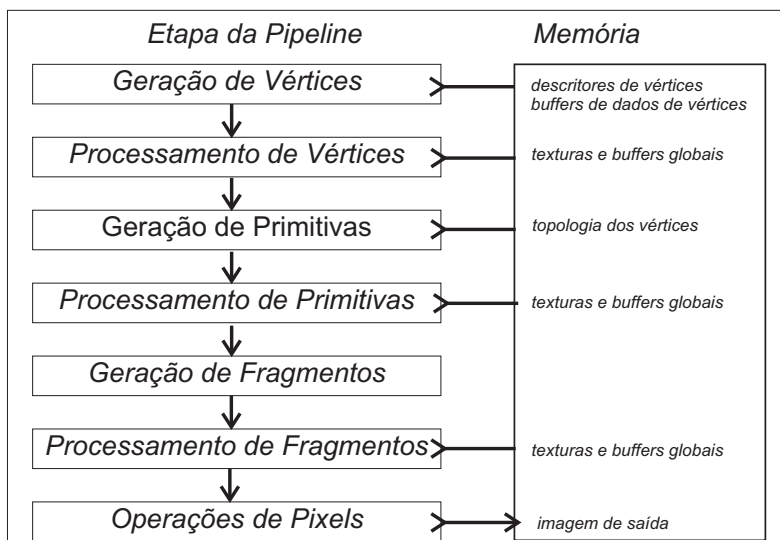 Etapa da Pipeline
Memória
Geração de Vértices
descritores de vértices
buffers de dados de vértices
Processamento de Vértices
texturas e buffers globais
Geração de Primitivas
topologia dos vértices
Processamento de Primitivas
texturas e buffers globais
Geração de Fragmentos
Processamento de Fragmentos
texturas e buffers globais
Operações de Pixels
imagem de saída